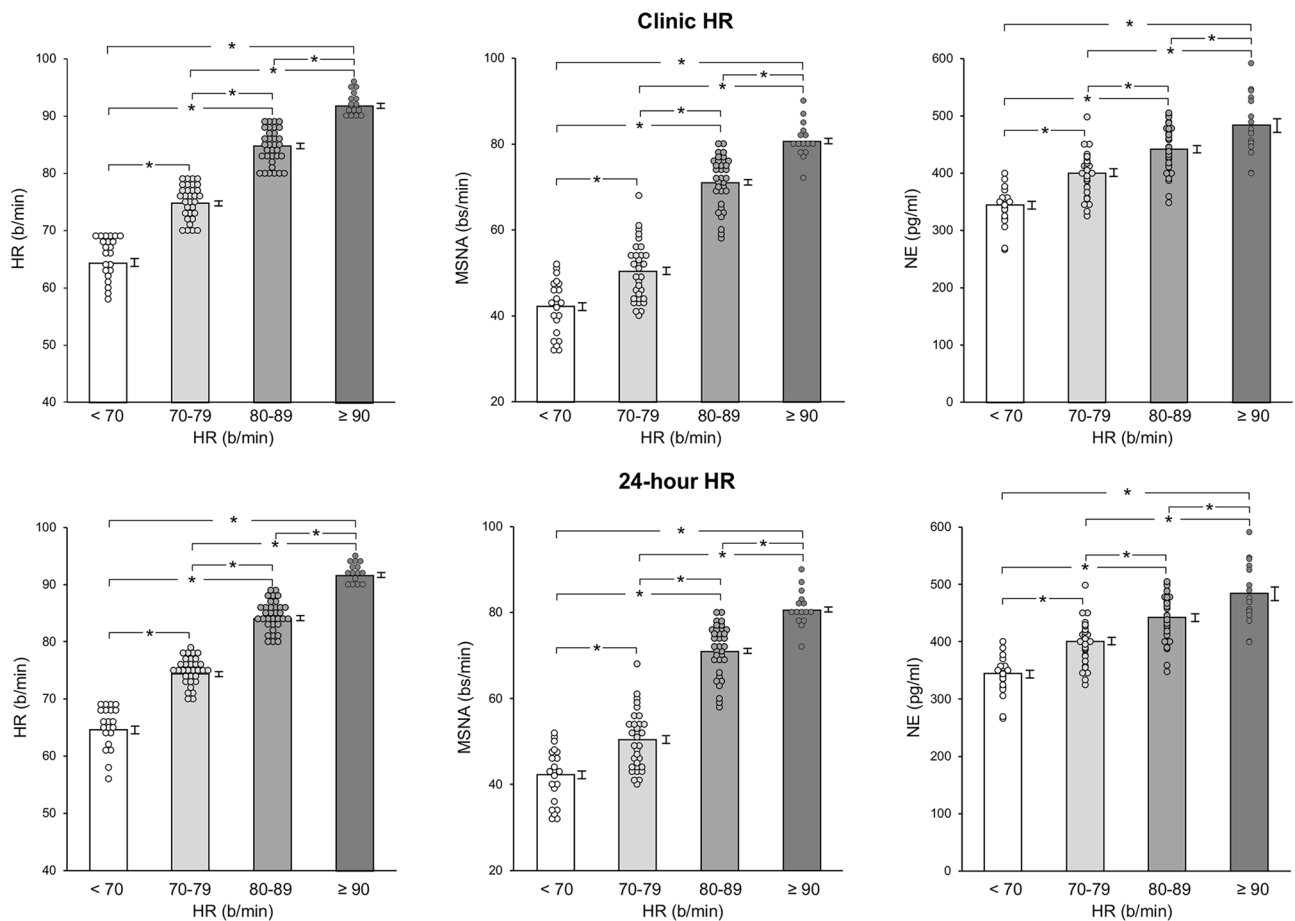 Clinic HR
HR (b/min)
100
90
80
70
60
50
40
* * * * * *
< 70 70-79 80-89 ≥ 90
HR (b/min)
MSNA (bs/min)
100
80
60
40
20
* * * * * *
< 70 70-79 80-89 ≥ 90
HR (b/min)
NE (pg/ml)
600
500
400
300
200
100
0
* * * * * *
< 70 70-79 80-89 ≥ 90
HR (b/min)
24-hour HR
HR (b/min)
100
90
80
70
60
50
40
* * * * * *
< 70 70-79 80-89 ≥ 90
HR (b/min)
MSNA (bs/min)
100
80
60
40
20
* * * * * *
< 70 70-79 80-89 ≥ 90
HR (b/min)
NE (pg/ml)
600
500
400
300
200
100
0
* * * * * *
< 70 70-79 80-89 ≥ 90
HR (b/min)